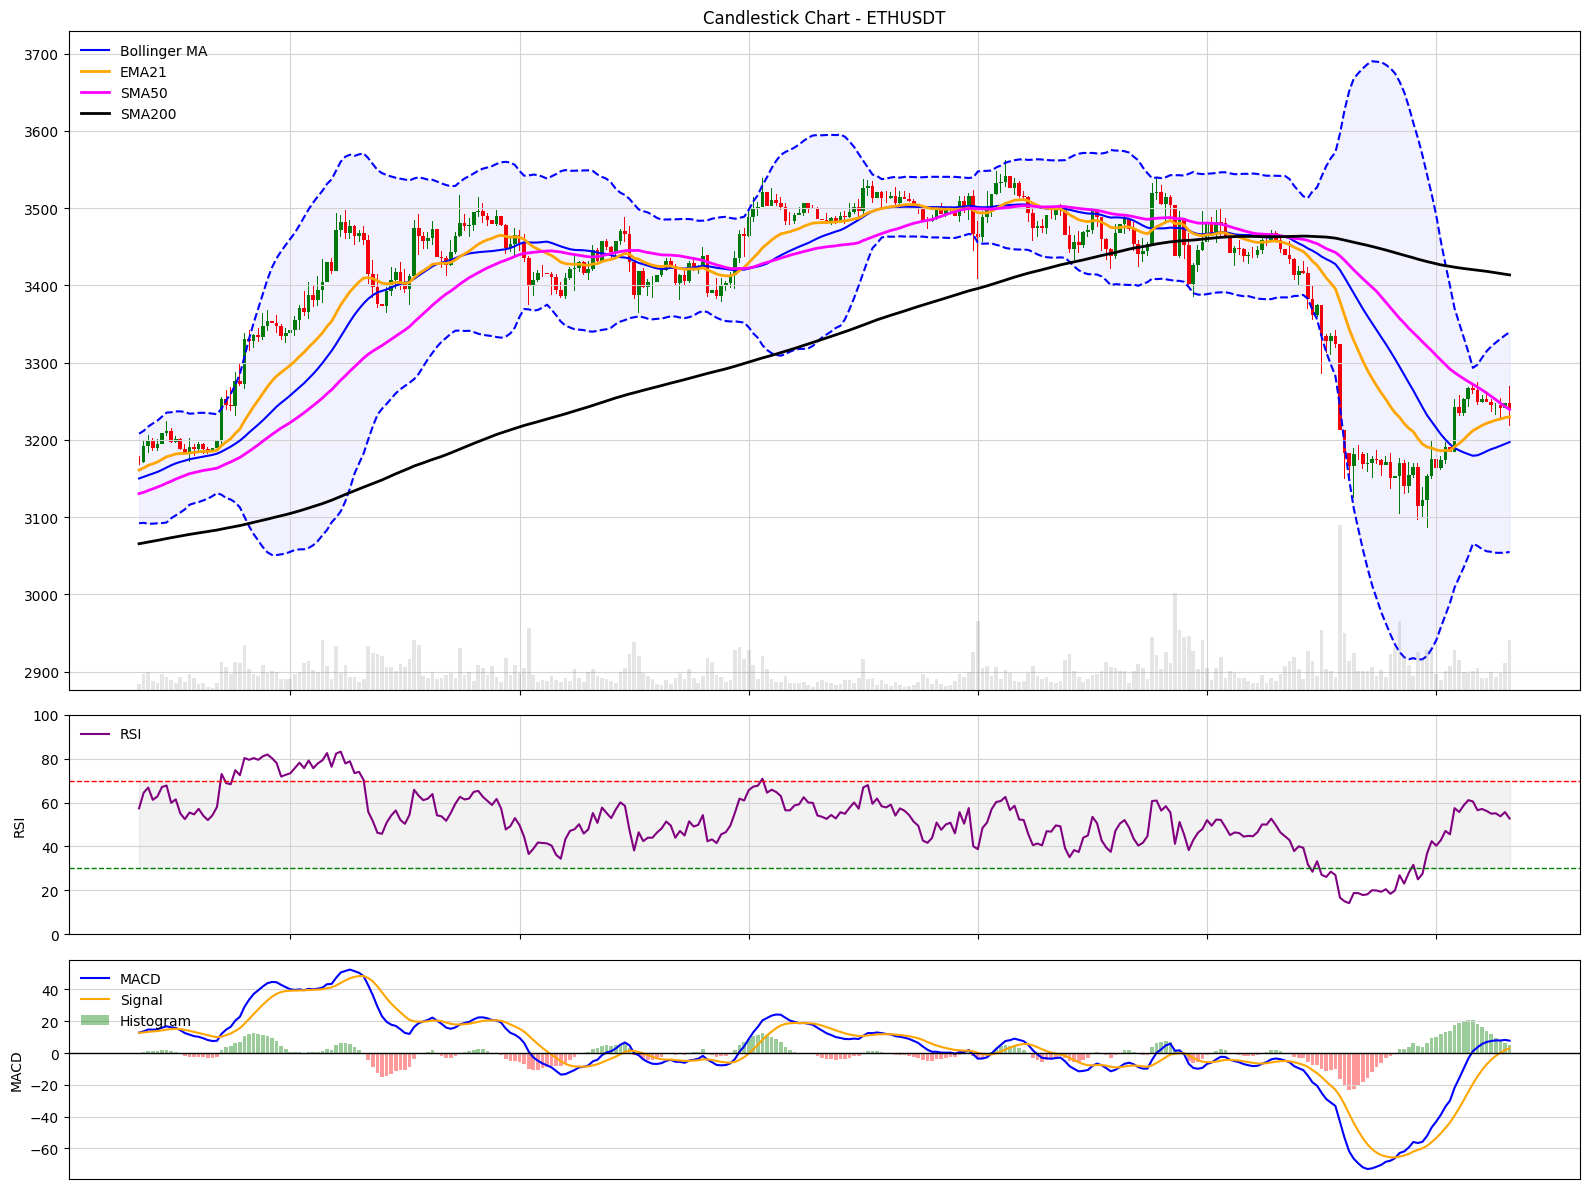 Candlestick Chart - ETHUSDT
Bollinger MA
EMA21
SMA50
SMA200
3700
3600
3500
3400
3300
3200
3100
3000
2900
RSI
RSI
100
80
60
40
20
0
MACD
Signal
Histogram
MACD
40
20
0
−20
−40
−60